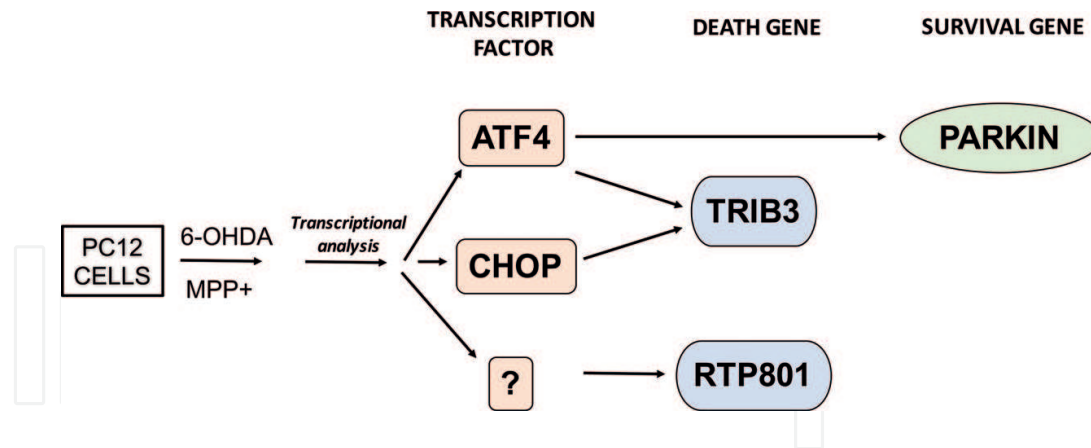 TRANSCRIPTION
FACTOR
DEATH GENE
SURVIVAL GENE
ATF4
PARKIN
TRIB3
PC12
CELLS
6-OHDA
MPP+
Transcriptional
analysis
CHOP
?
RTP801